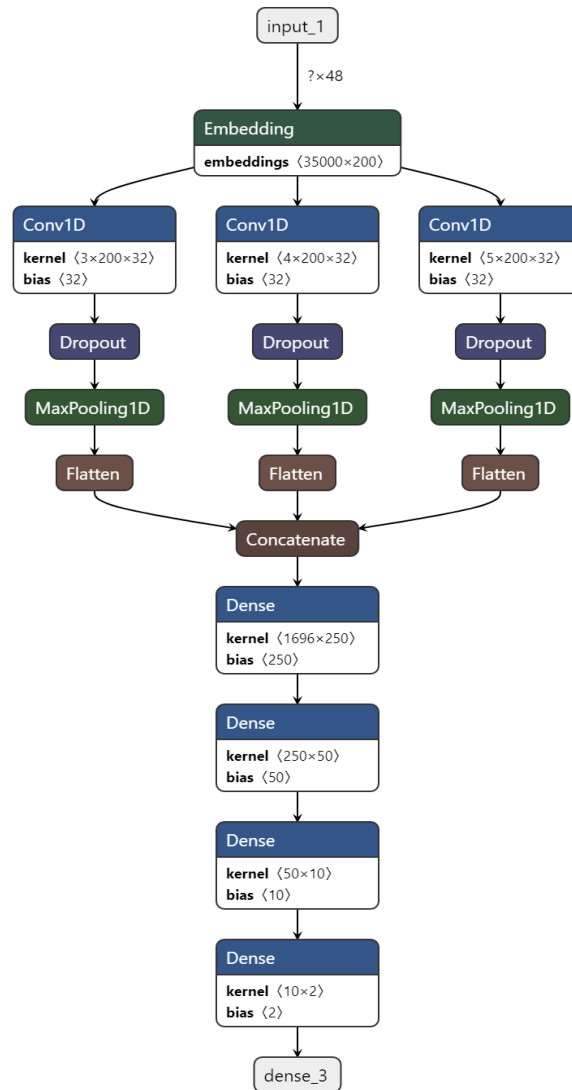 input_1
?×48
Embedding
embeddings 〈35000×200〉
Conv1D
kernel 〈3×200×32〉
bias 〈32〉
Conv1D
kernel 〈4×200×32〉
bias 〈32〉
Conv1D
kernel 〈5×200×32〉
bias 〈32〉
Dropout
Dropout
Dropout
MaxPooling1D
MaxPooling1D
MaxPooling1D
Flatten
Flatten
Flatten
Concatenate
Dense
kernel 〈1696×250〉
bias 〈250〉
Dense
kernel 〈250×50〉
bias 〈50〉
Dense
kernel 〈50×10〉
bias 〈10〉
Dense
kernel 〈10×2〉
bias 〈2〉
dense_3